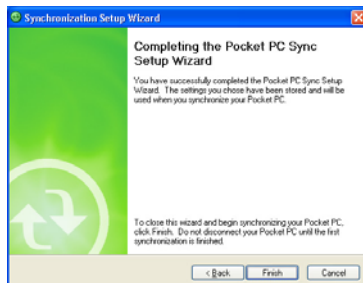 Synchronization Setup Wizard
Completing the Pocket PC Sync
Setup Wizard
You have successfully completed the Pocket PC Sync Setup
Wizard. The settings you chose have been stored and will be
used when you synchronize your Pocket PC.
To close this wizard and begin synchronizing your Pocket PC,
click Finish. Do not disconnect your Pocket PC until the first
synchronization is finished.
< Back Finish Cancel